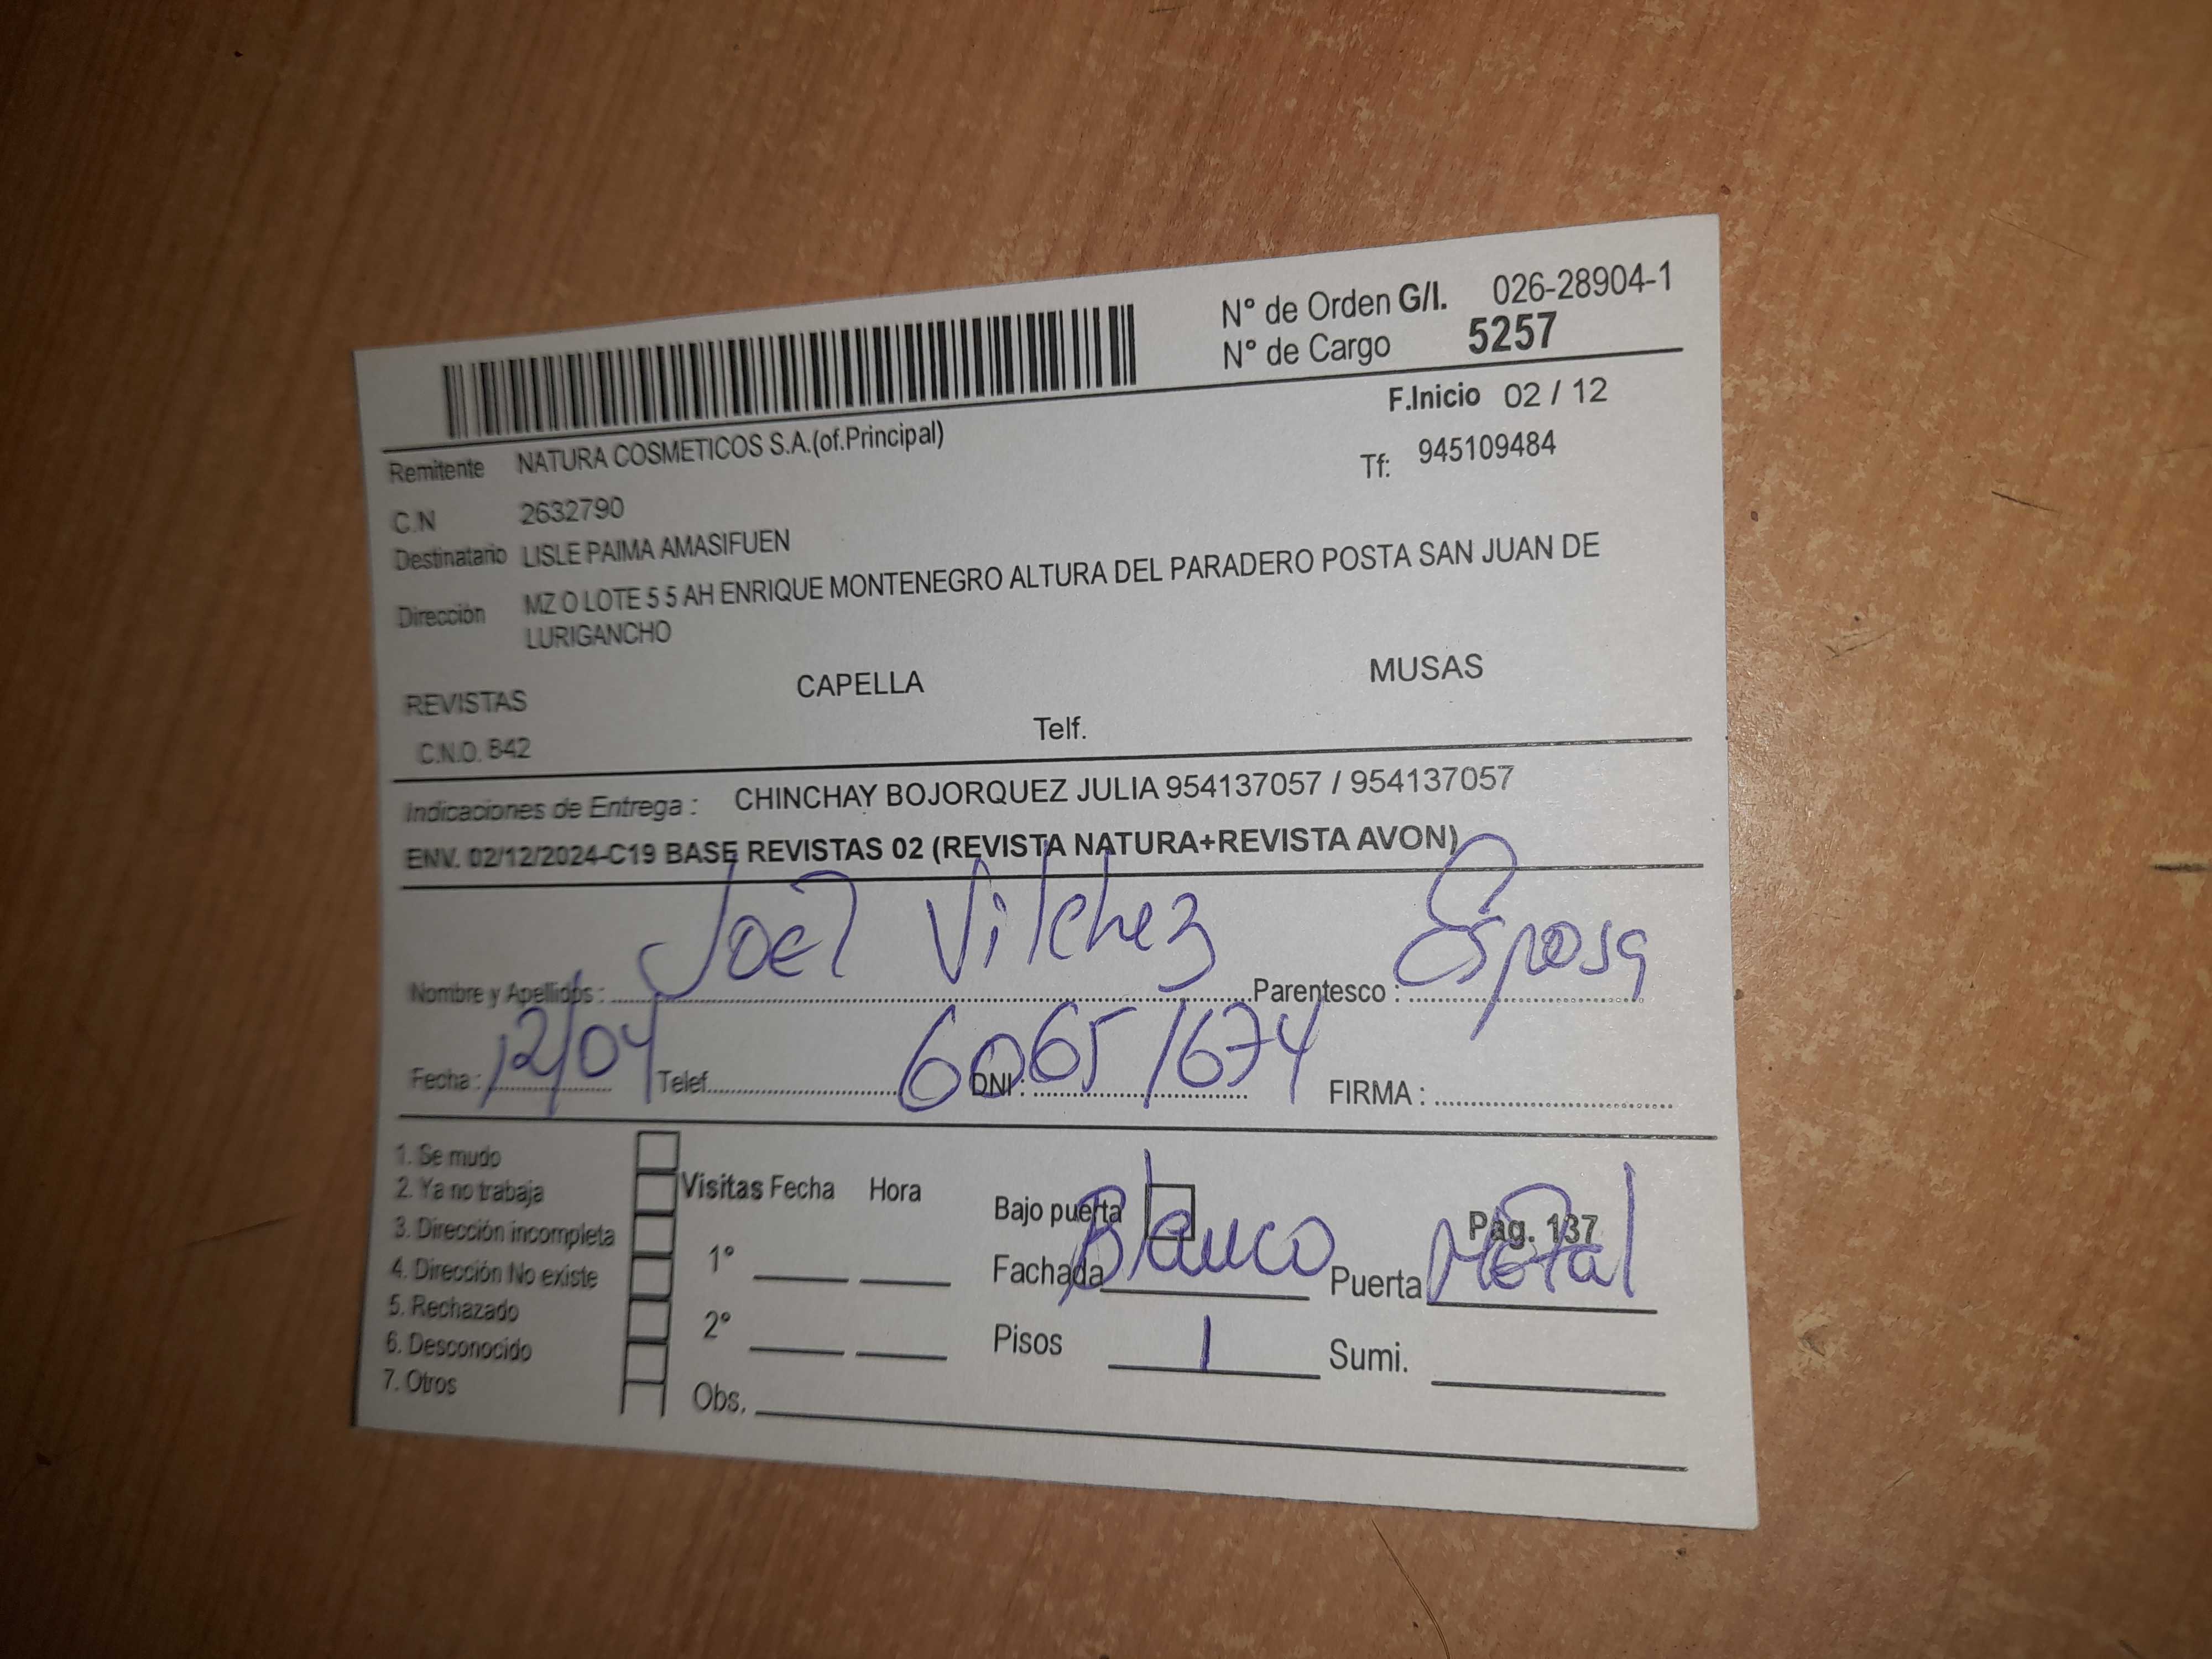 N° de Orden G/I. 026-28904-1
N° de Cargo 5257
F.Inicio 02 / 12
Remitente NATURA COSMETICOS S.A.(of.Principal)
Tf: 945109484
C.N 2632790
Destinatario LISLE PAIMA AMASIFUEN
Dirección MZ O LOTE 5 5 AH ENRIQUE MONTENEGRO ALTURA DEL PARADERO POSTA SAN JUAN DE
LURIGANCHO
REVISTAS CAPELLA MUSAS
C.N.O. B42 Telf.
Indicaciones de Entrega : CHINCHAY BOJORQUEZ JULIA 954137057 / 954137057
ENV. 02/12/2024-C19 BASE REVISTAS 02 (REVISTA NATURA+REVISTA AVON)
Nombre y Apellidos : Joel Vilchez Parentesco : Esposa
Fecha : 12/04 Telef. DNI : 60651674 FIRMA :
1. Se mudo
2. Ya no trabaja
3. Dirección incompleta
4. Dirección No existe
5. Rechazado
6. Desconocido
7. Otros
Visitas Fecha Hora
1°
2°
Obs.
Bajo puerta Pág. 137
Fachada Blanco Puerta Metal
Pisos 1 Sumi.